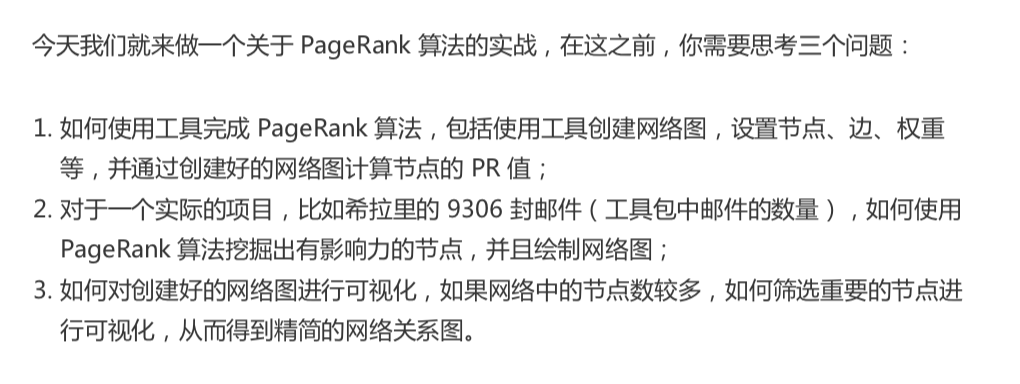 今天我们就来做一个关于 PageRank 算法的实战，在这之前，你需要思考三个问题：
1. 如何使用工具完成 PageRank 算法，包括使用工具创建网络图，设置节点、边、权重
等，并通过创建好的网络图计算节点的 PR 值；
2. 对于一个实际的项目，比如希拉里的 9306 封邮件（工具包中邮件的数量），如何使用
PageRank 算法挖掘出有影响力的节点，并且绘制网络图；
3. 如何对创建好的网络图进行可视化，如果网络中的节点数较多，如何筛选重要的节点进
行可视化，从而得到精简的网络关系图。